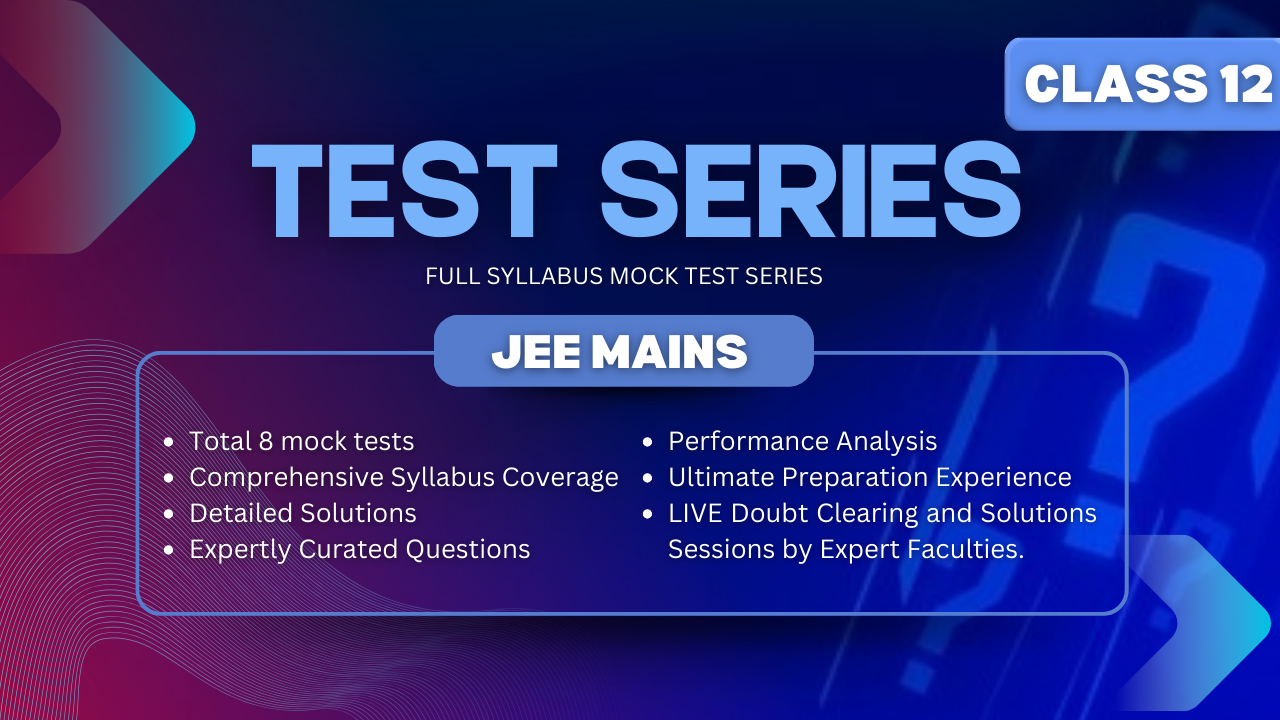 CLASS 12
TEST SERIES
FULL SYLLABUS MOCK TEST SERIES
JEE MAINS
• Total 8 mock tests
• Comprehensive Syllabus Coverage
• Detailed Solutions
• Expertly Curated Questions
• Performance Analysis
• Ultimate Preparation Experience
• LIVE Doubt Clearing and Solutions
Sessions by Expert Faculties.